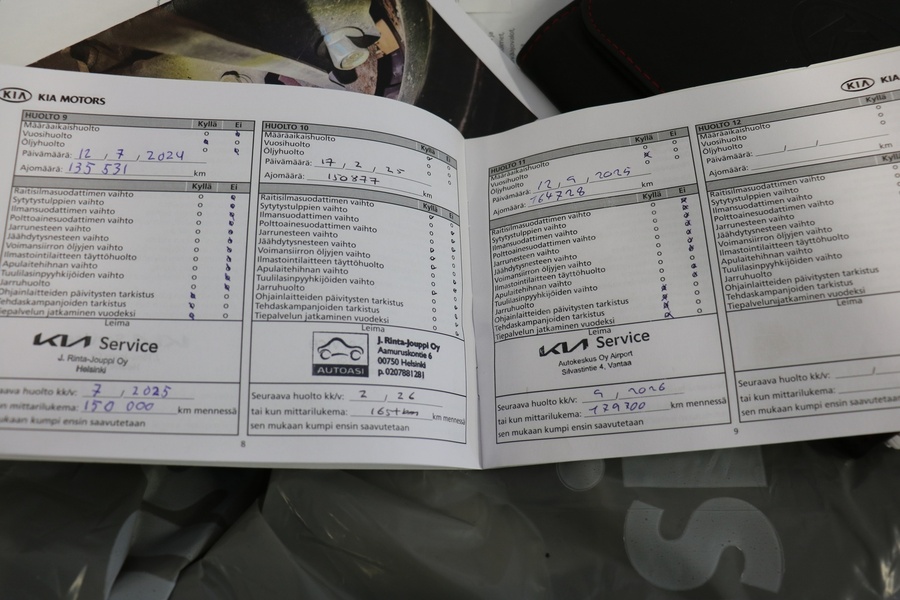 KIA KIA MOTORS
HUOLTO 9 Kyllä Ei
Määräaikaishuolto
Vuosihuolto
Öljyhuolto
Päivämäärä: 12 , 7 , 2024
Ajomäärä: 135 531 km
Kyllä Ei
Raitisilmasuodattimen vaihto
Sytytystulppien vaihto
Ilmansuodattimen vaihto
Polttoainesuodattimen vaihto
Jarrunesteen vaihto
Jäähdytysnesteen vaihto
Voimansiirron öljyjen vaihto
Ilmastointilaitteen täyttöhuolto
Apulaitehihnan vaihto
Tuulilasinpyyhkijöiden vaihto
Jarruhuolto
Ohjainlaitteiden päivitysten tarkistus
Tehdaskampanjoiden tarkistus
Tiepalvelun jatkaminen vuodeksi
Leima
KIA Service
J. Rinta-Jouppi Oy
Helsinki
Seuraava huolto kk/v: 7 , 2025
tai kun mittarilukema: 150 000 km mennessä
sen mukaan kumpi ensin saavutetaan
8
HUOLTO 10 Kyllä Ei
Määräaikaishuolto
Vuosihuolto
Öljyhuolto
Päivämäärä: 17 , 2 , 25
Ajomäärä: 150877 km
Kyllä Ei
Raitisilmasuodattimen vaihto
Sytytystulppien vaihto
Ilmansuodattimen vaihto
Polttoainesuodattimen vaihto
Jarrunesteen vaihto
Jäähdytysnesteen vaihto
Voimansiirron öljyjen vaihto
Ilmastointilaitteen täyttöhuolto
Apulaitehihnan vaihto
Tuulilasinpyyhkijöiden vaihto
Jarruhuolto
Ohjainlaitteiden päivitysten tarkistus
Tehdaskampanjoiden tarkistus
Tiepalvelun jatkaminen vuodeksi
Leima
AUTOASI
J. Rinta-Jouppi Oy
Aamuruskontie 6
00750 Helsinki
p. 0207881281
Seuraava huolto kk/v: 2 , 26
tai kun mittarilukema: km mennessä
sen mukaan kumpi ensin saavutetaan
KIA KIA
HUOLTO 11 Kyllä Ei
Määräaikaishuolto
Vuosihuolto
Öljyhuolto
Päivämäärä: 12 , 9 , 2025
Ajomäärä: 164728 km
Kyllä Ei
Raitisilmasuodattimen vaihto
Sytytystulppien vaihto
Ilmansuodattimen vaihto
Polttoainesuodattimen vaihto
Jarrunesteen vaihto
Jäähdytysnesteen vaihto
Voimansiirron öljyjen vaihto
Ilmastointilaitteen täyttöhuolto
Apulaitehihnan vaihto
Tuulilasinpyyhkijöiden vaihto
Jarruhuolto
Ohjainlaitteiden päivitysten tarkistus
Tehdaskampanjoiden tarkistus
Tiepalvelun jatkaminen vuodeksi
Leima
KIA Service
Autokeskus Oy Airport
Silvastintie 4, Vantaa
Seuraava huolto kk/v: 9 , 2026
tai kun mittarilukema: 179700 km mennessä
sen mukaan kumpi ensin saavutetaan
9
HUOLTO 12 Kyllä
Määräaikaishuolto
Vuosihuolto
Öljyhuolto
Päivämäärä:
Ajomäärä: km
Kyllä
Raitisilmasuodattimen vaihto
Sytytystulppien vaihto
Ilmansuodattimen vaihto
Polttoainesuodattimen vaihto
Jarrunesteen vaihto
Jäähdytysnesteen vaihto
Voimansiirron öljyjen vaihto
Ilmastointilaitteen täyttöhuolto
Apulaitehihnan vaihto
Tuulilasinpyyhkijöiden vaihto
Jarruhuolto
Ohjainlaitteiden päivitysten tarkistus
Tehdaskampanjoiden tarkistus
Tiepalvelun jatkaminen vuodeksi
Leima
Seuraava huolto kk/v:
tai kun mittarilukema: km
sen mukaan kumpi ensin saavutetaan
S